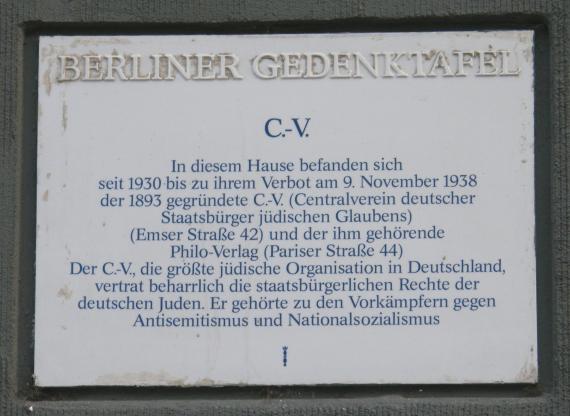 BERLINER GEDENKTAFEL
C.-V.
In diesem Hause befanden sich
seit 1930 bis zu ihrem Verbot am 9. November 1938
der 1893 gegründete C.-V. (Centralverein deutscher
Staatsbürger jüdischen Glaubens)
(Emser Straße 42) und der ihm gehörende
Philo-Verlag (Pariser Straße 44)
Der C.-V., die größte jüdische Organisation in Deutschland,
vertrat beharrlich die staatsbürgerlichen Rechte der
deutschen Juden. Er gehörte zu den Vorkämpfern gegen
Antisemitismus und Nationalsozialismus